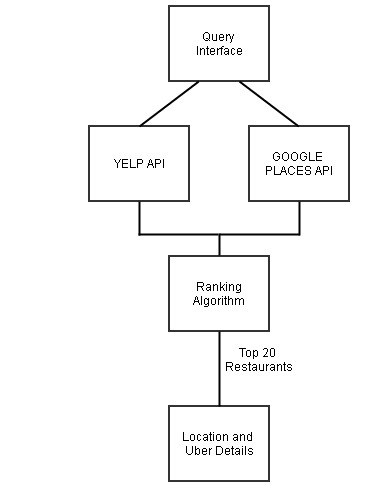 Query
Interface
YELP API
GOOGLE
PLACES API
Ranking
Algorithm
Top 20
Restaurants
Location and
Uber Details